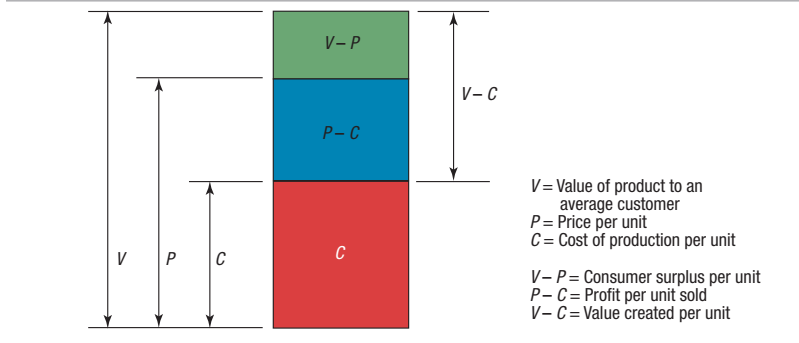 V – P
V – C
P – C
V
P
C
C
V = Value of product to an
average customer
P = Price per unit
C = Cost of production per unit
V – P = Consumer surplus per unit
P – C = Profit per unit sold
V – C = Value created per unit